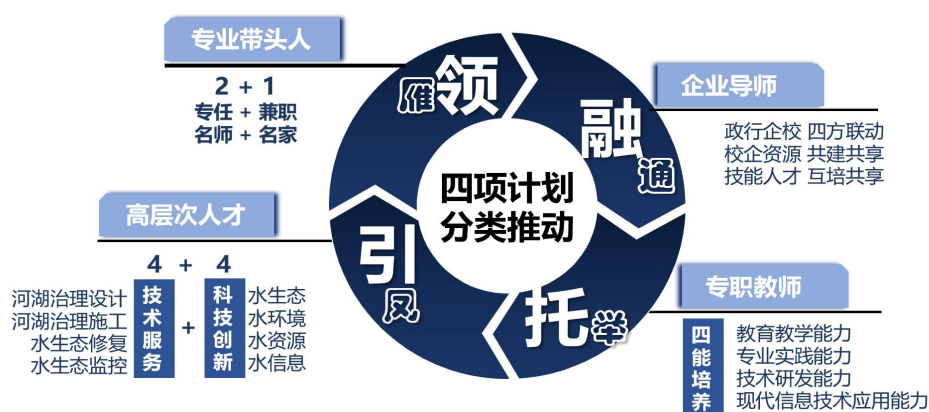 专业带头人
2 + 1
专任 + 兼职
名师 + 名家
雁领
融通
企业导师
政行企校 四方联动
校企资源 共建共享
技能人才 互培共享
四项计划
分类推动
高层次人才
4 + 4
河湖治理设计
河湖治理施工
水生态修复
水生态监控
技术服务
+
科技创新
水生态
水环境
水资源
水信息
引凤
托举
专职教师
四能培养
教育教学能力
专业实践能力
技术研发能力
现代信息技术应用能力